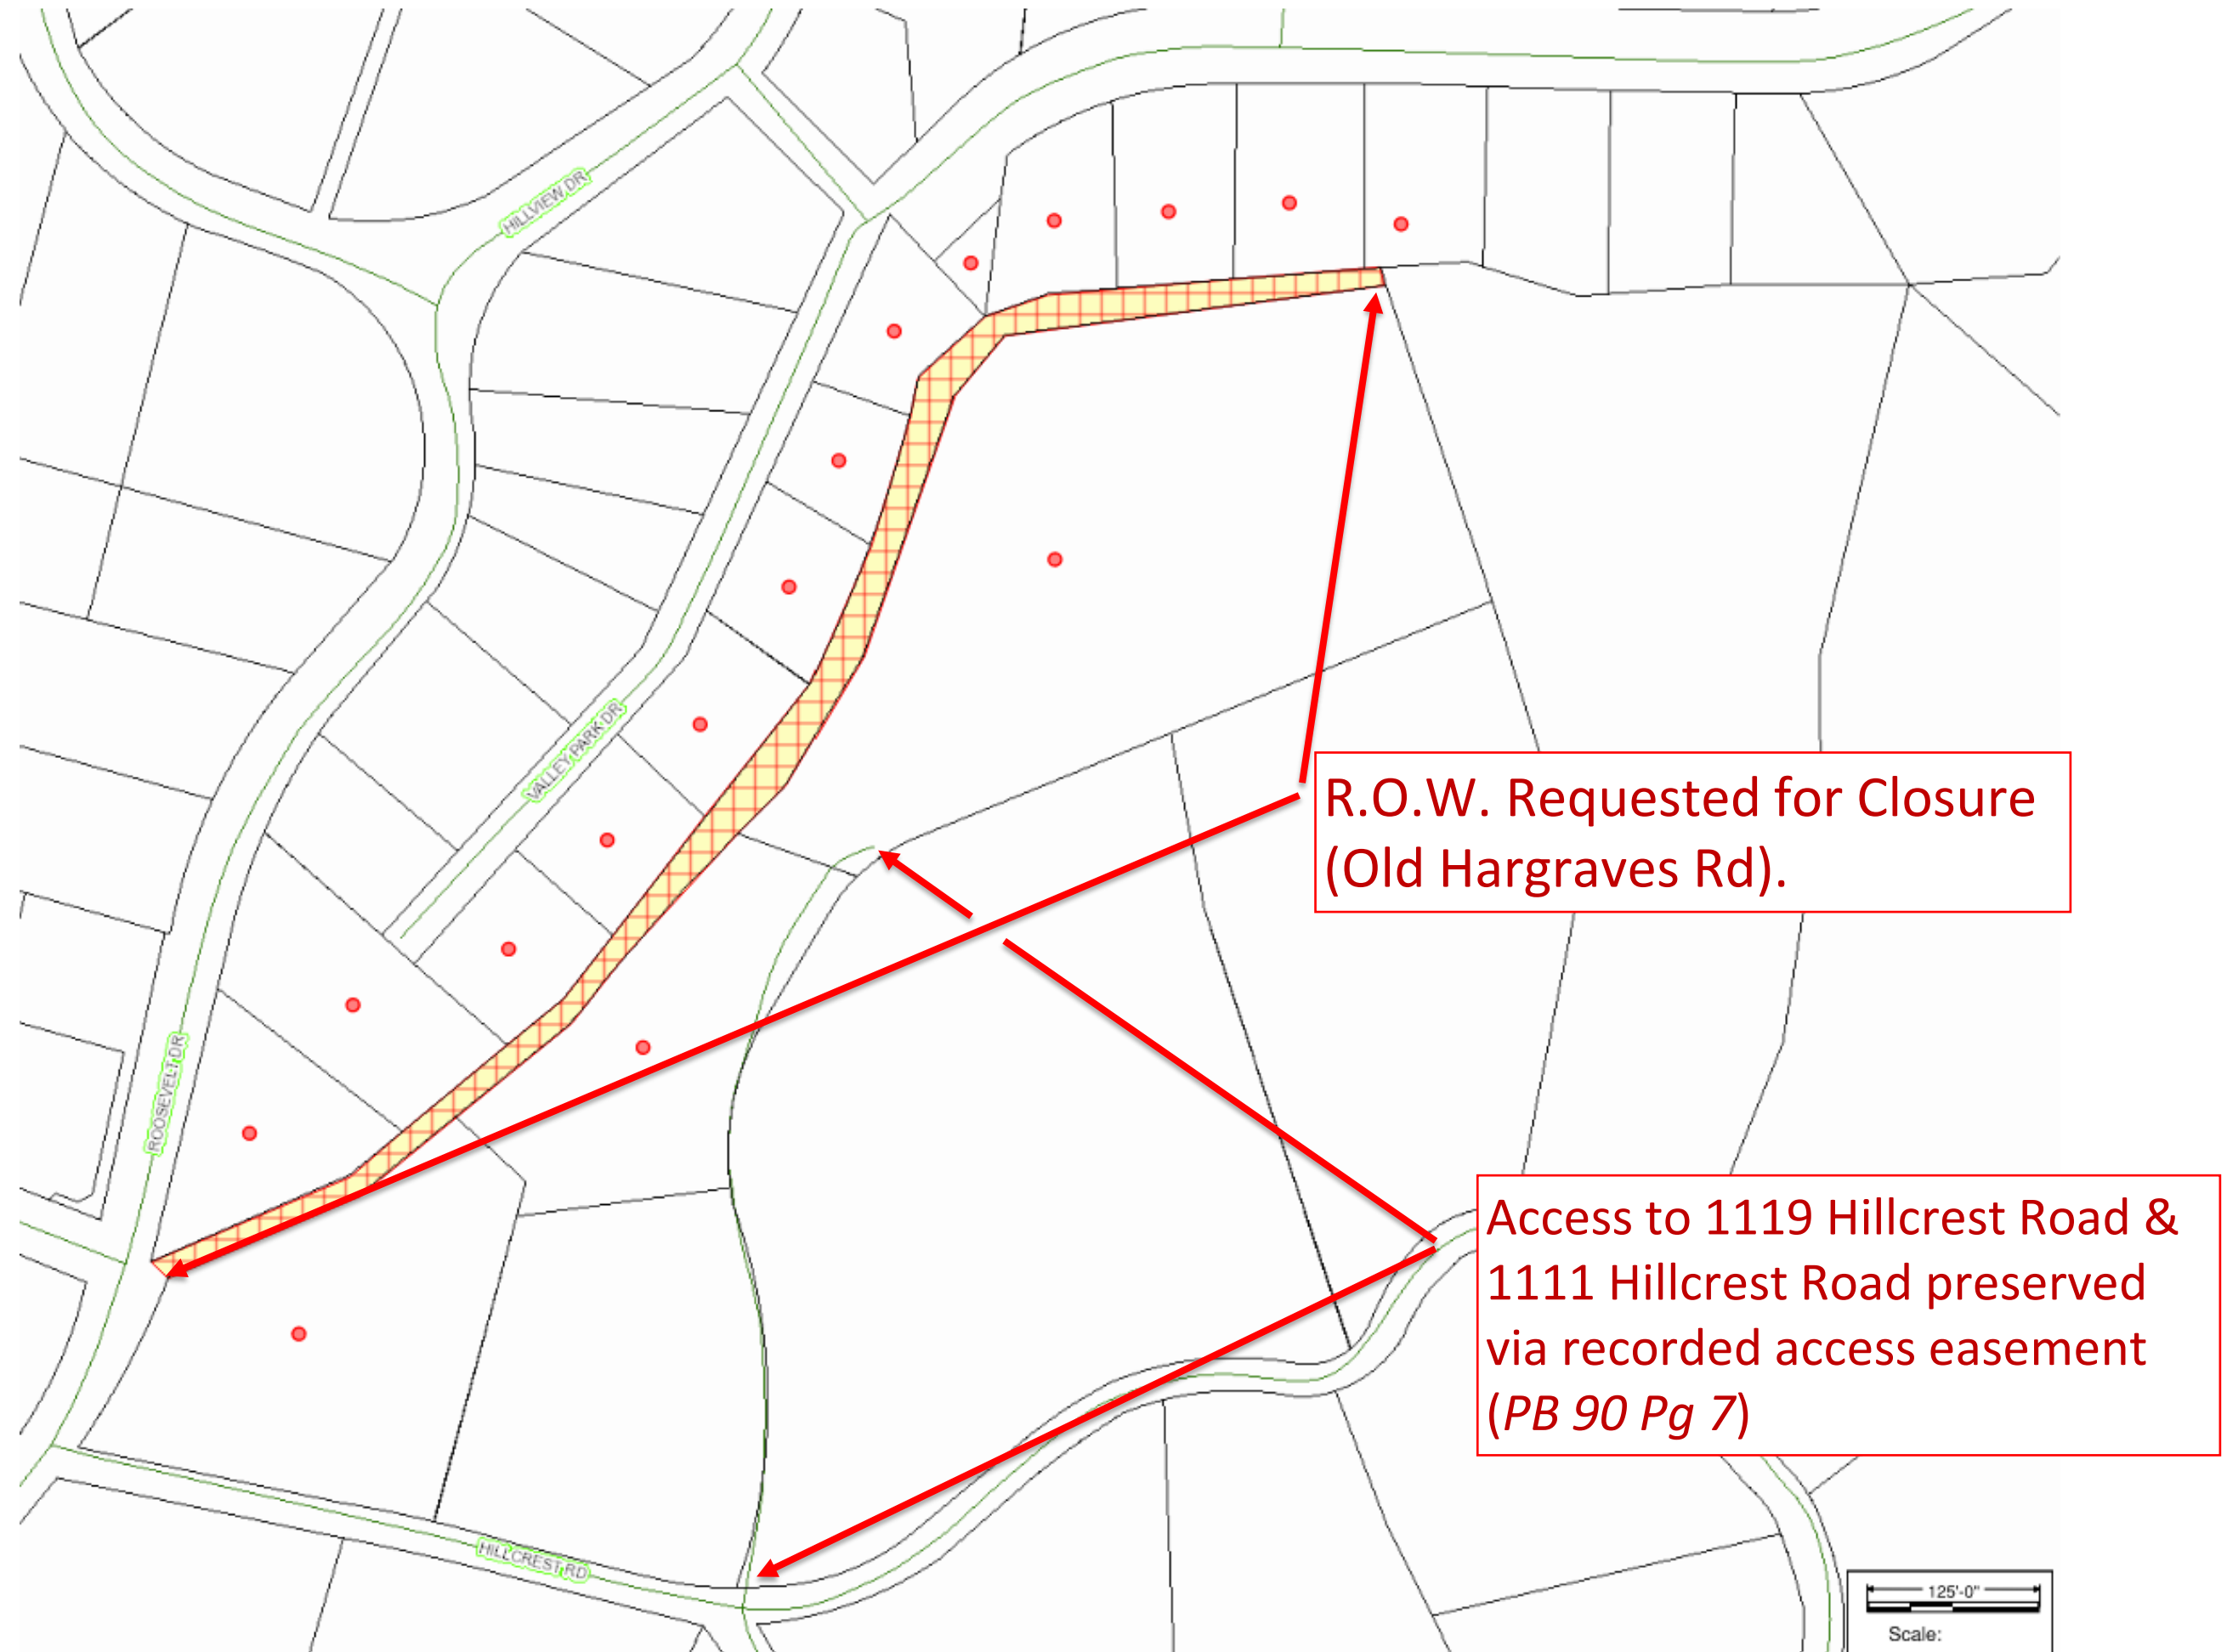 HILLVIEW DR
VALLEY PARK DR
R.O.W. Requested for Closure
(Old Hargraves Rd).
ROOSEVELT DR
Access to 1119 Hillcrest Road &
1111 Hillcrest Road preserved
via recorded access easement
(PB 90 Pg 7)
HILLCREST RD
125'-0"
Scale: